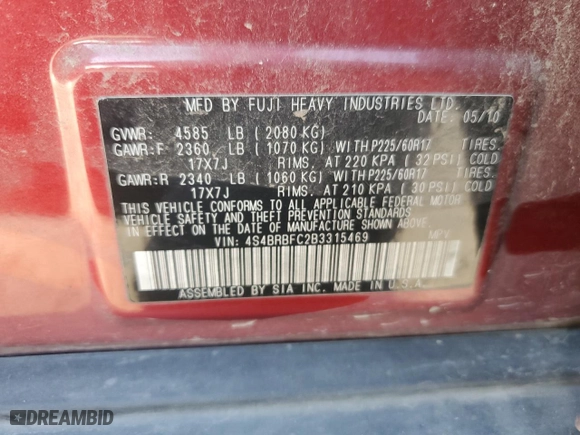 MFD BY FUJI HEAVY INDUSTRIES LTD.
DATE. 05/10
GVWR: 4585 LB ( 2080 KG)
GAWR:F 2360 LB ( 1070 KG) WITH P225/60R17 TIRES.
17X7J RIMS, AT 220 KPA ( 32 PSI) COLD
GAWR:R 2340 LB ( 1060 KG) WITH P225/60R17 TIRES.
17X7J RIMS, AT 210 KPA ( 30 PSI) COLD
THIS VEHICLE CONFORMS TO ALL APPLICABLE FEDERAL MOTOR
VEHICLE SAFETY AND THEFT PREVENTION STANDARDS
IN EFFECT ON THE DATE OF MANUFACTURE SHOWN ABOVE.
VIN: 4S4BRBFC2B3315469 MPV
ASSEMBLED BY SIA INC. MADE IN U.S.A.
DREAMBID